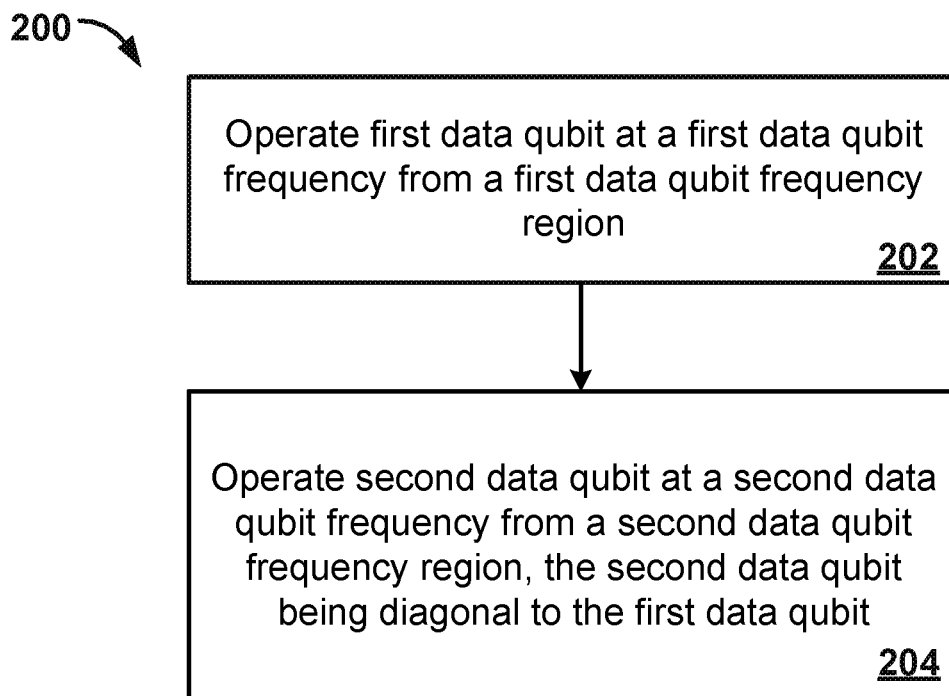 200
Operate first data qubit at a first data qubit
frequency from a first data qubit frequency
region
202
Operate second data qubit at a second data
qubit frequency from a second data qubit
frequency region, the second data qubit
being diagonal to the first data qubit
204